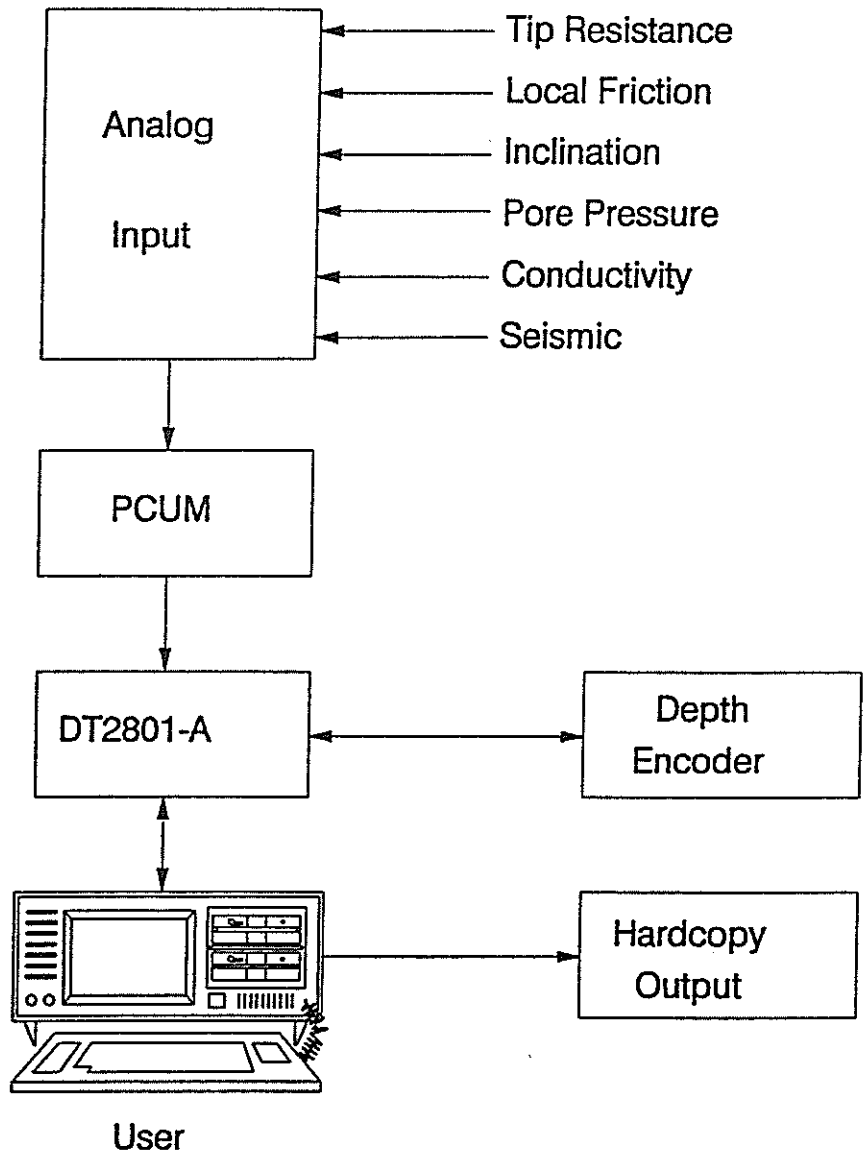 Tip Resistance
Local Friction
Analog
Inclination
Pore Pressure
Input
Conductivity
Seismic
PCUM
DT2801-A
Depth
Encoder
Hardcopy
Output
User